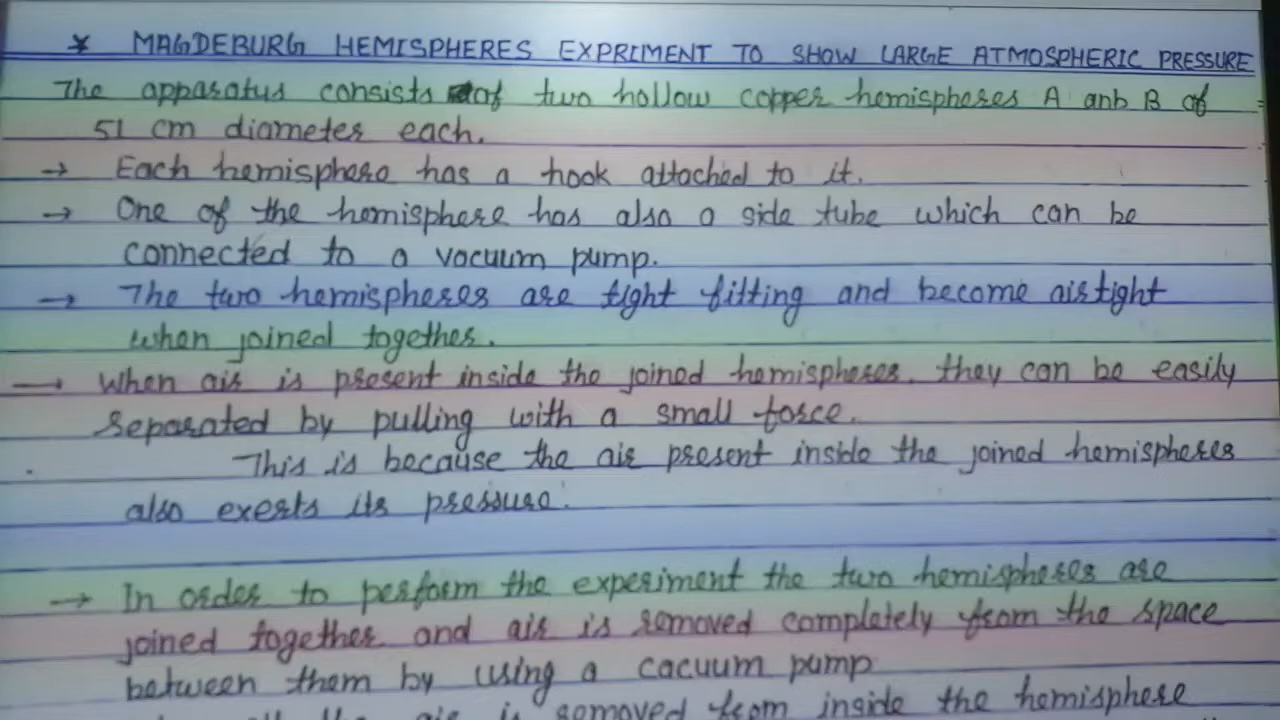 * MAGDEBURG HEMISPHERES EXPRIMENT TO SHOW LARGE ATMOSPHERIC PRESSURE
The apparatus consists of two hollow copper hemispheres A anb B of
51 cm diameter each.
→ Each hemisphere has a hook attached to it.
→ One of the hemisphere has also a side tube which can be
connected to a vacuum pump.
→ The two hemispheres are tight fitting and become airtight
when joined together.
→ When air is present inside the joined hemispheres. they can be easily
separated by pulling with a small force.
This is because the air present inside the joined hemispheres
also exerts its pressure.
→ In order to perform the experiment the two hemispheres are
joined together and air is removed completely from the space
between them by using a cacuum pump
air is removed from inside the hemisphere